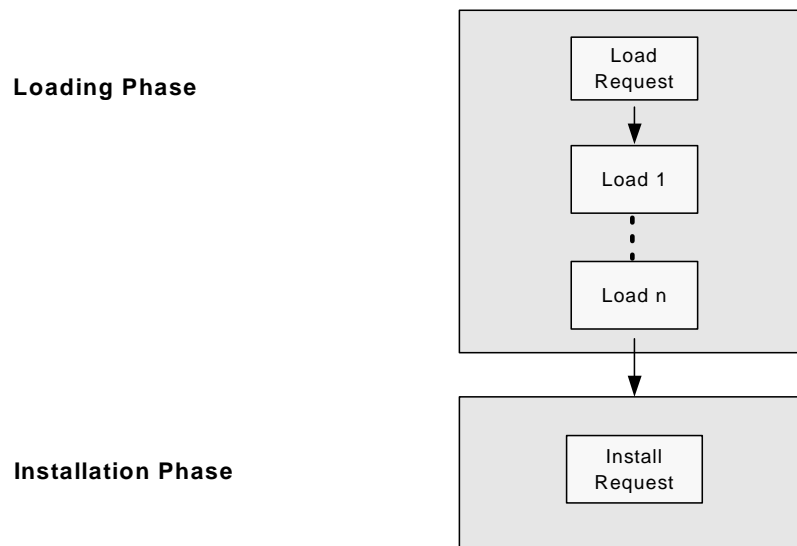 Loading Phase
Load
Request
Load 1
Load n
Installation Phase
Install
Request